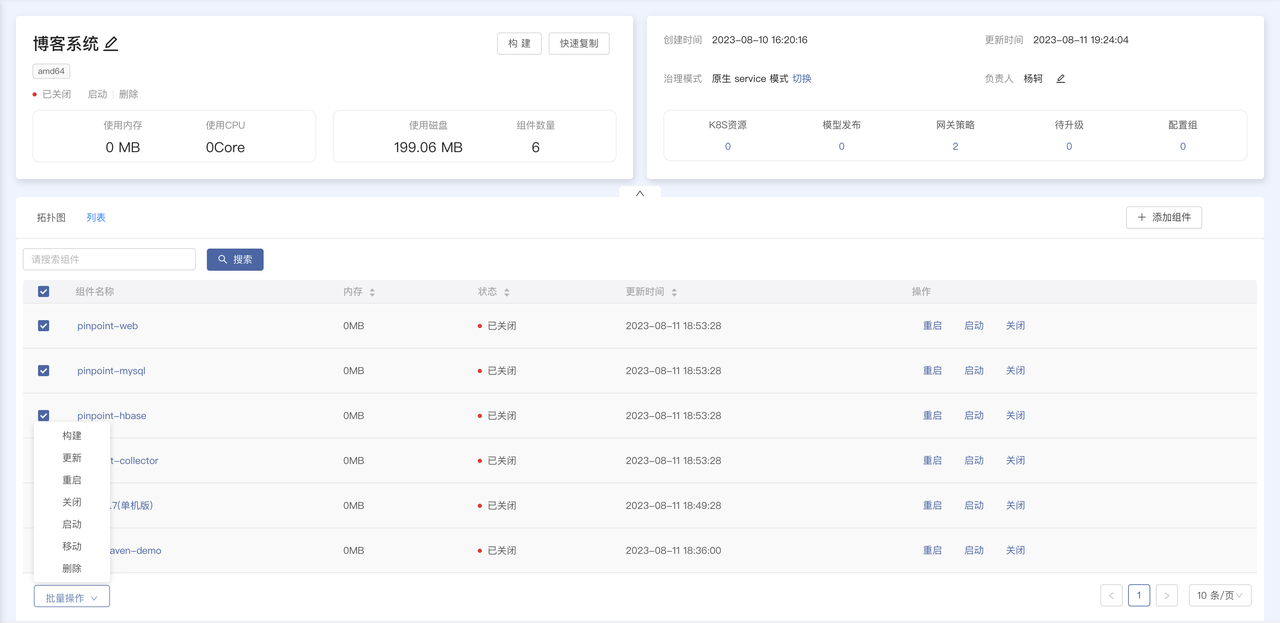 博客系统
构 建 快速复制
amd64
已关闭 启动 删除
使用内存 使用CPU 使用磁盘 组件数量
0 MB 0Core 199.06 MB 6
创建时间 2023-08-10 16:20:16 更新时间 2023-08-11 19:24:04
治理模式 原生 service 模式 切换 负责人 杨轲
K8S资源 模型发布 网关策略 待升级 配置组
0 0 2 0 0
拓扑图 列表 添加组件
请搜索组件 搜索
组件名称 内存 状态 更新时间 操作
pinpoint-web 0MB 已关闭 2023-08-11 18:53:28 重启 启动 关闭
pinpoint-mysql 0MB 已关闭 2023-08-11 18:53:28 重启 启动 关闭
pinpoint-hbase 0MB 已关闭 2023-08-11 18:53:28 重启 启动 关闭
t-collector 0MB 已关闭 2023-08-11 18:53:28 重启 启动 关闭
.7(单机版) 0MB 已关闭 2023-08-11 18:49:28 重启 启动 关闭
aven-demo 0MB 已关闭 2023-08-11 18:36:00 重启 启动 关闭
构建
更新
重启
关闭
启动
移动
删除
批量操作
1 10 条/页